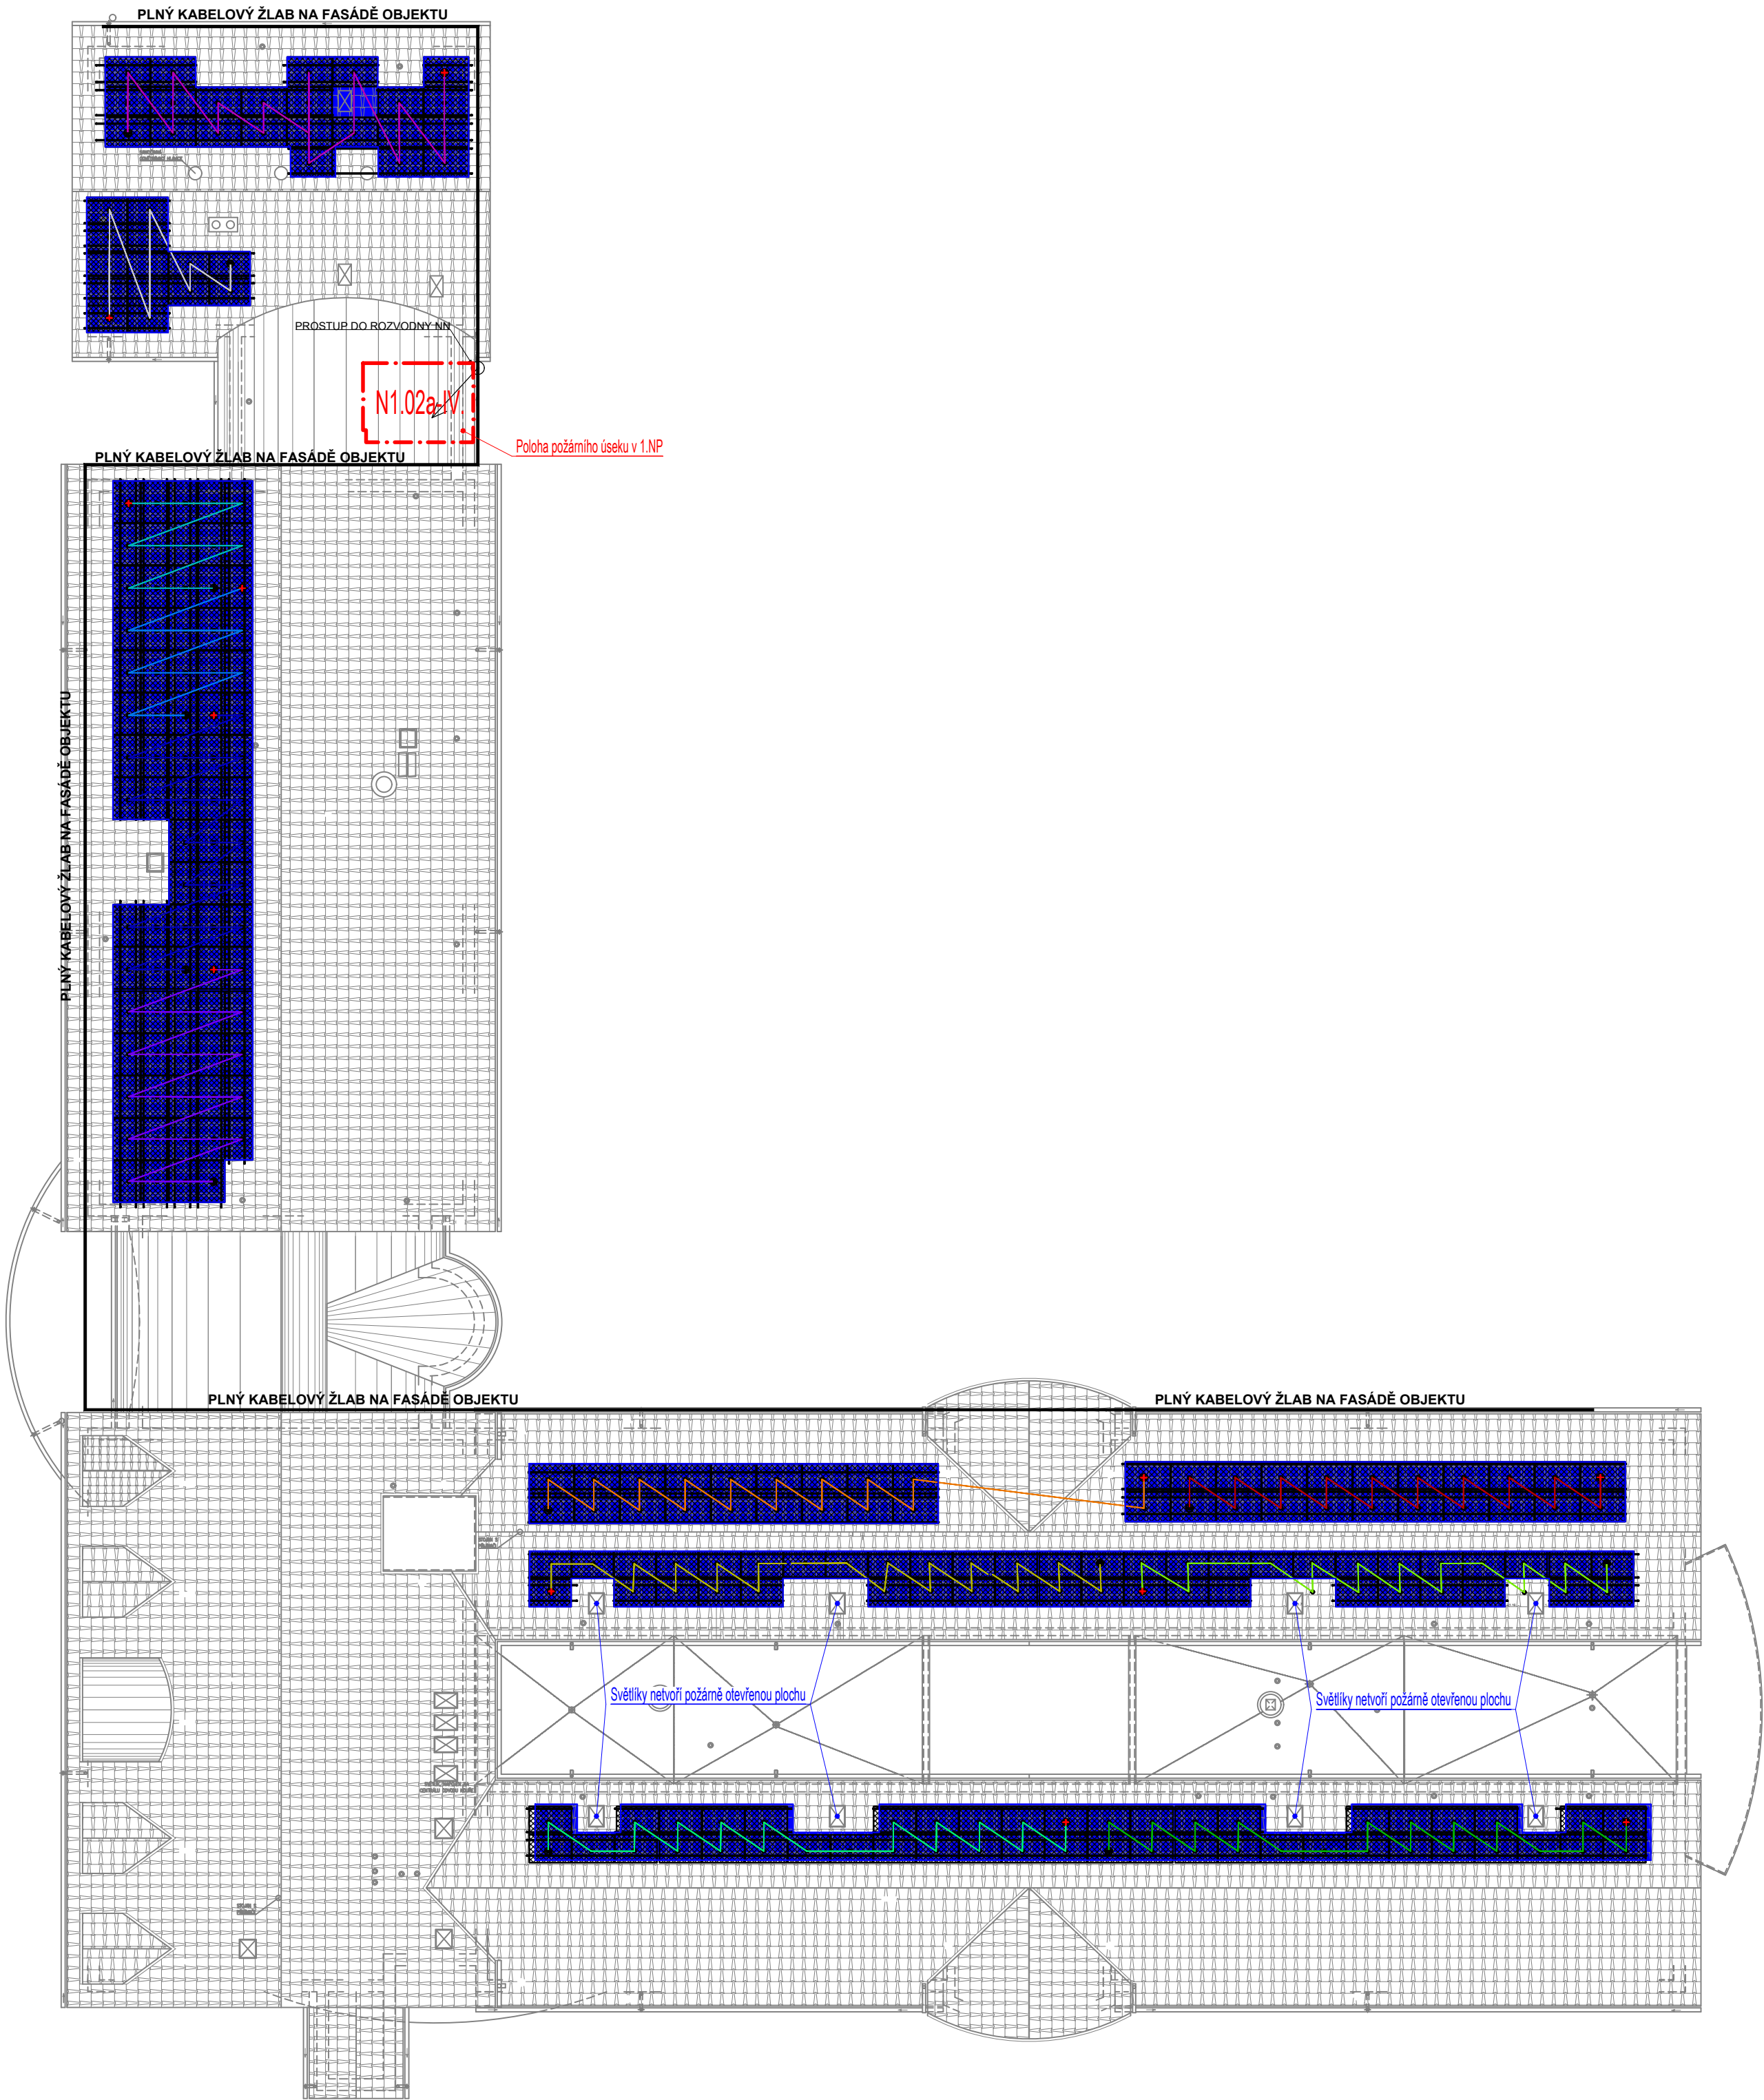 PLNÝ KABELOVÝ ŽLAB NA FASÁDĚ OBJEKTU
PROSTUP DO ROZVODNY NN
N1.02a-IV
Poloha požárního úseku v 1.NP
PLNÝ KABELOVÝ ŽLAB NA FASÁDĚ OBJEKTU
PLNÝ KABELOVÝ ŽLAB NA FASÁDĚ OBJEKTU
PLNÝ KABELOVÝ ŽLAB NA FASÁDĚ OBJEKTU
PLNÝ KABELOVÝ ŽLAB NA FASÁDĚ OBJEKTU
Světlíky netvoří požárně otevřenou plochu
Světlíky netvoří požárně otevřenou plochu